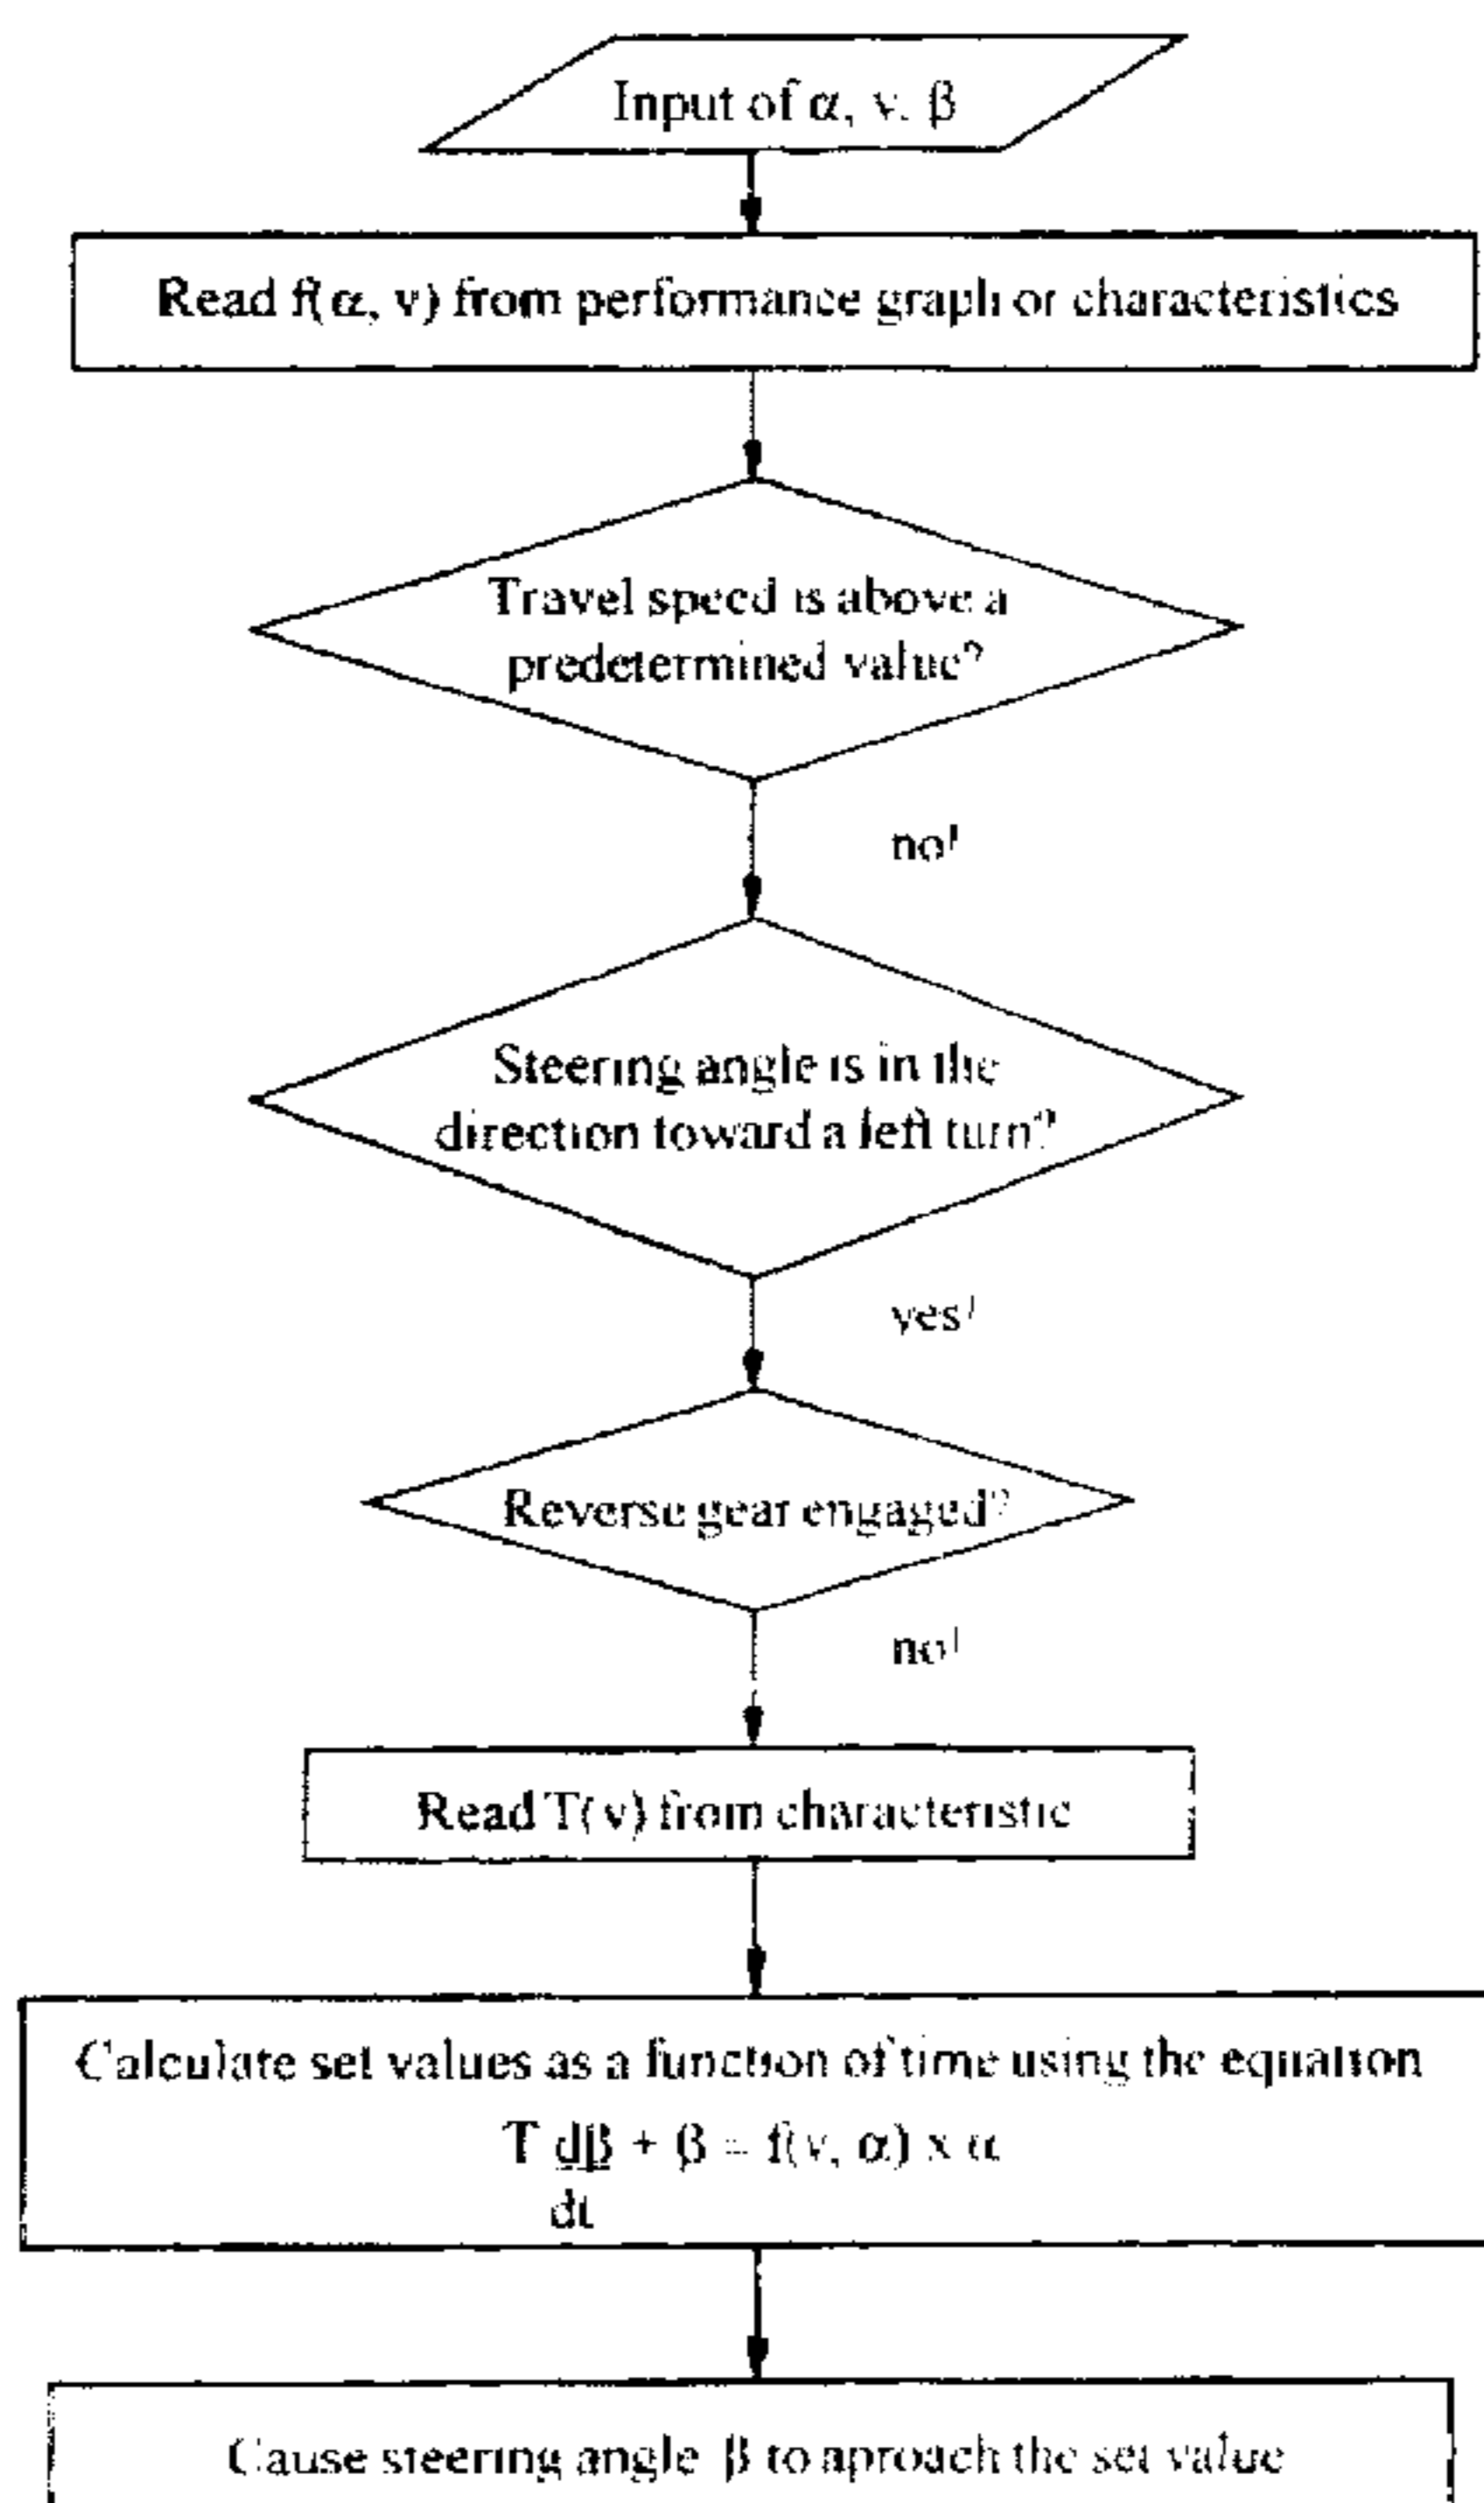 Input of α, v, β
Read f(α, v) from performance graph or characteristics
Travel speed is above a
predetermined value?
no!
Steering angle is in the
direction toward a left turn?
yes!
Reverse gear engaged?
no!
Read T(v) from characteristic
Calculate set values as a function of time using the equation
T dβ + β = f(v, α) x α
dt
Cause steering angle β to aproach the set value